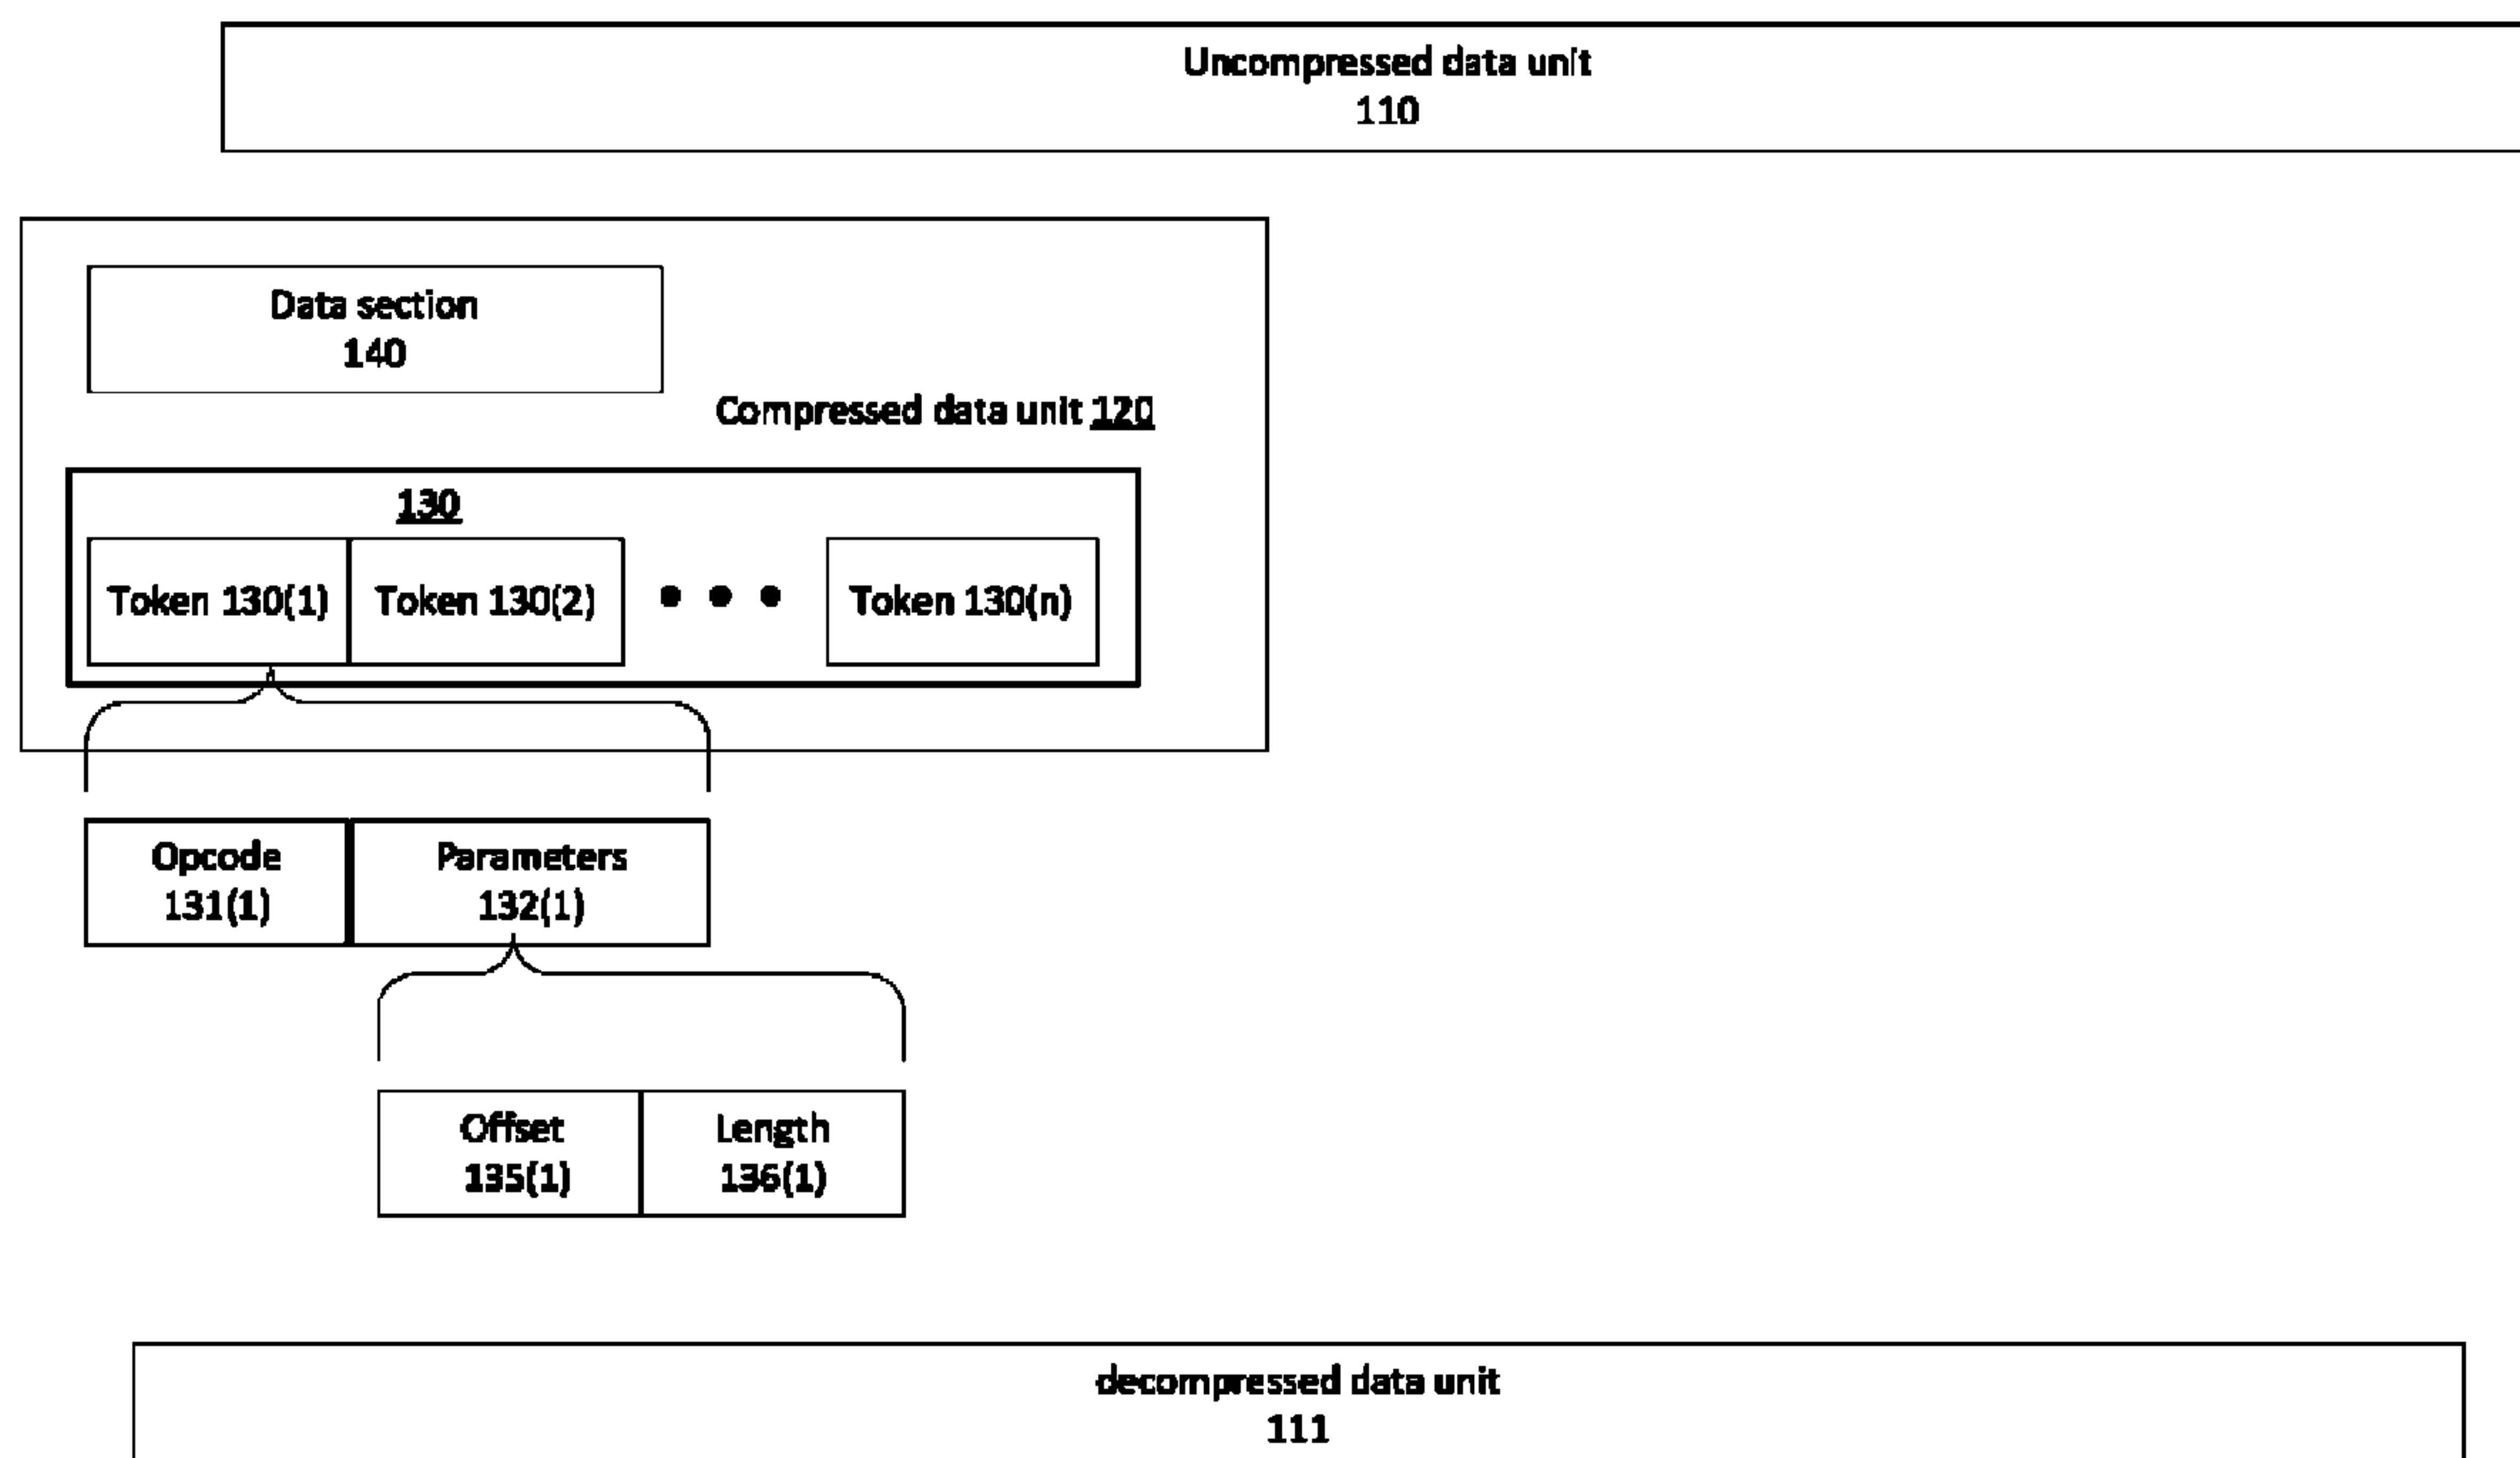 Uncompressed data unit
110
Data section
140
Compressed data unit 120
130
Token 130(1) Token 130(2) Token 130(n)
Opcode Parameters
131(1) 132(1)
Offset Length
135(1) 136(1)
decompressed data unit
111